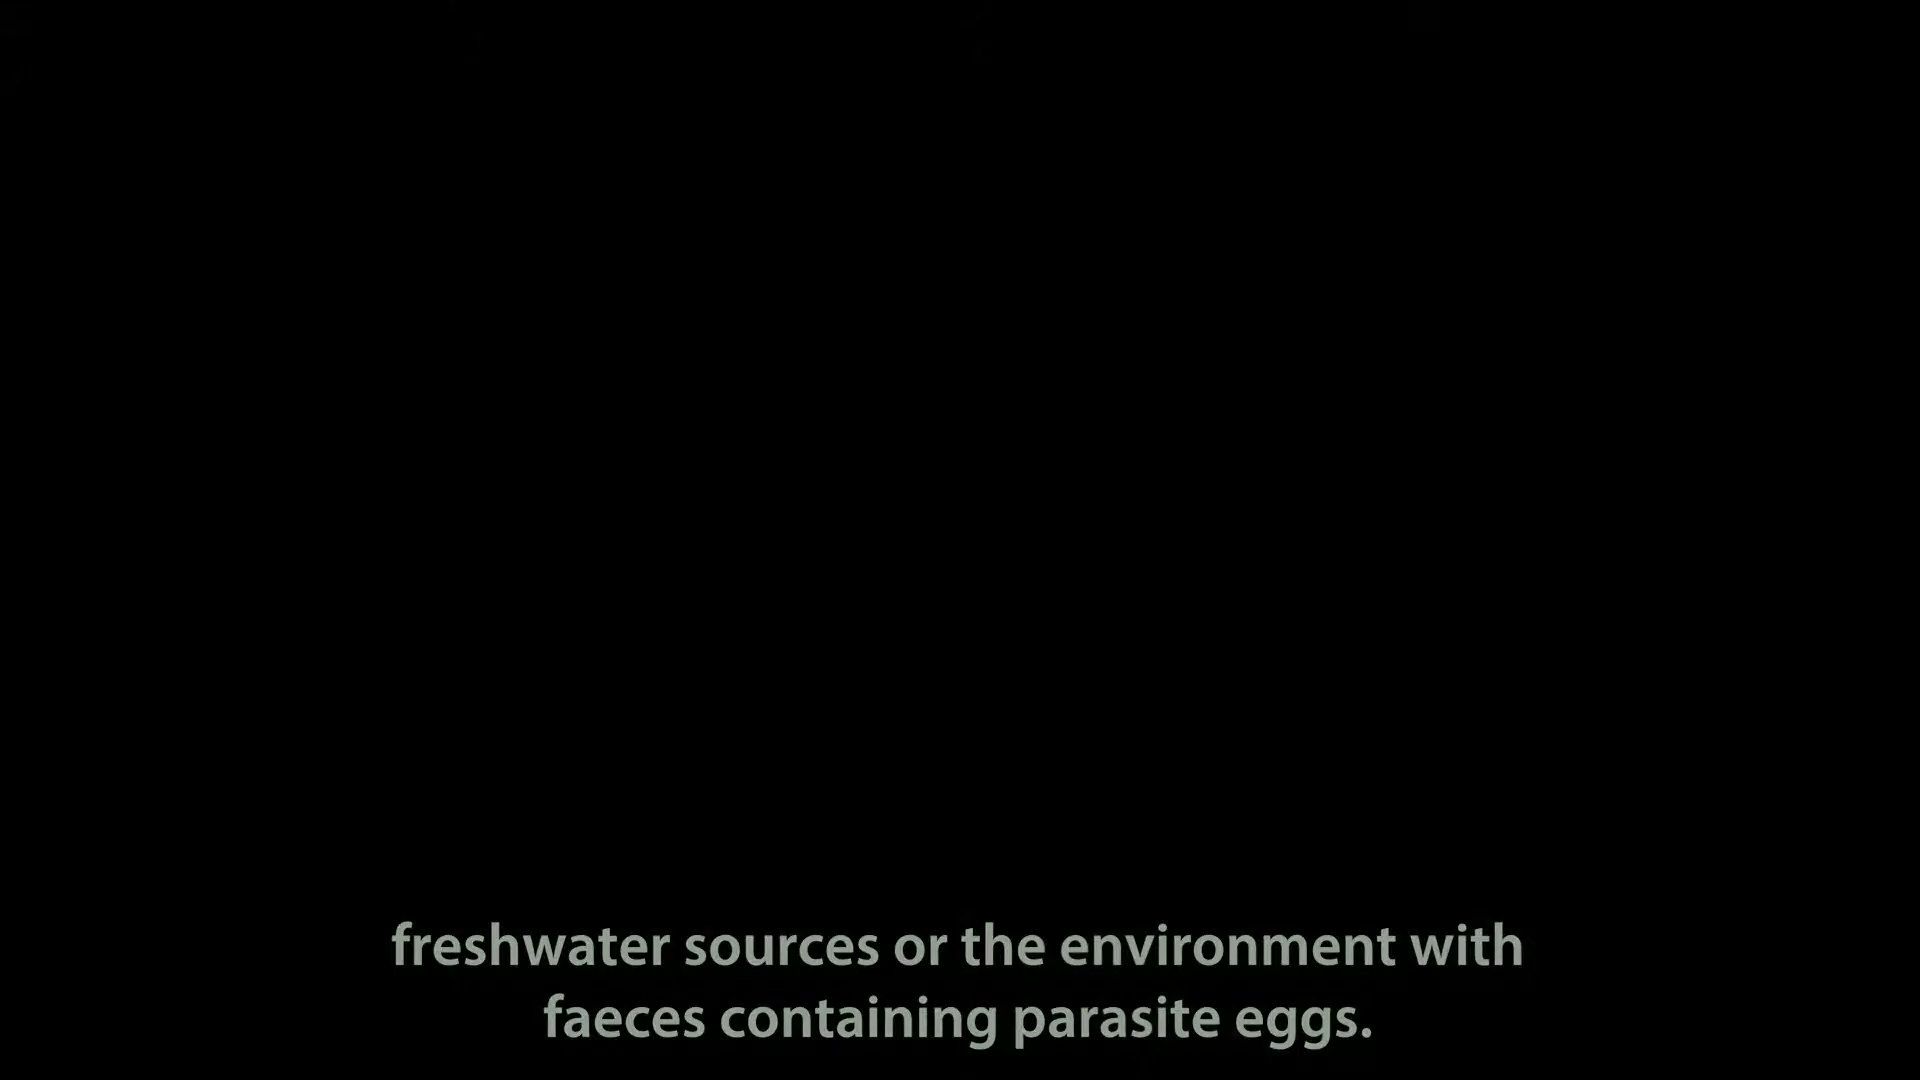 freshwater sources or the environment with
faeces containing parasite eggs.